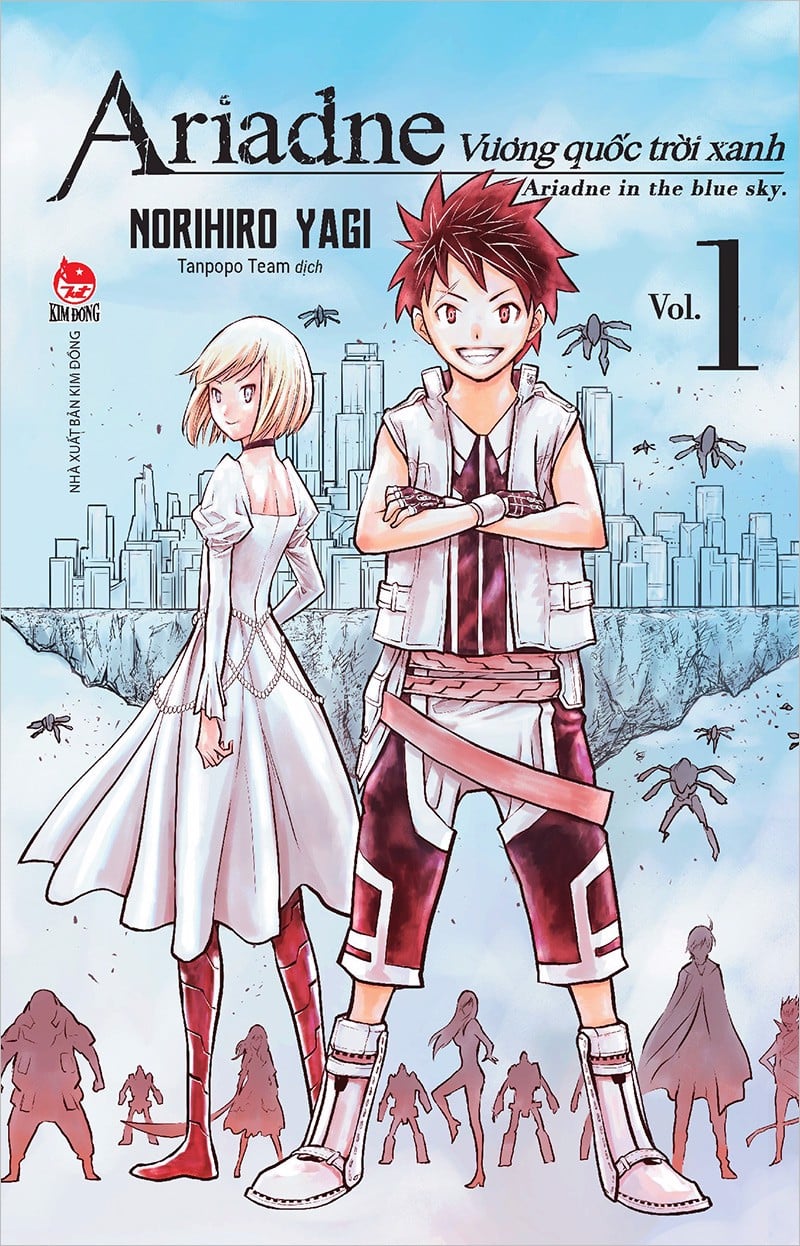 Ariadne
Vương quốc trời xanh
Ariadne in the blue sky.
NORIHIRO YAGI
Tanpopo Team dịch
KIM ĐỒNG
NHÀ XUẤT BẢN KIM ĐỒNG
Vol. 1